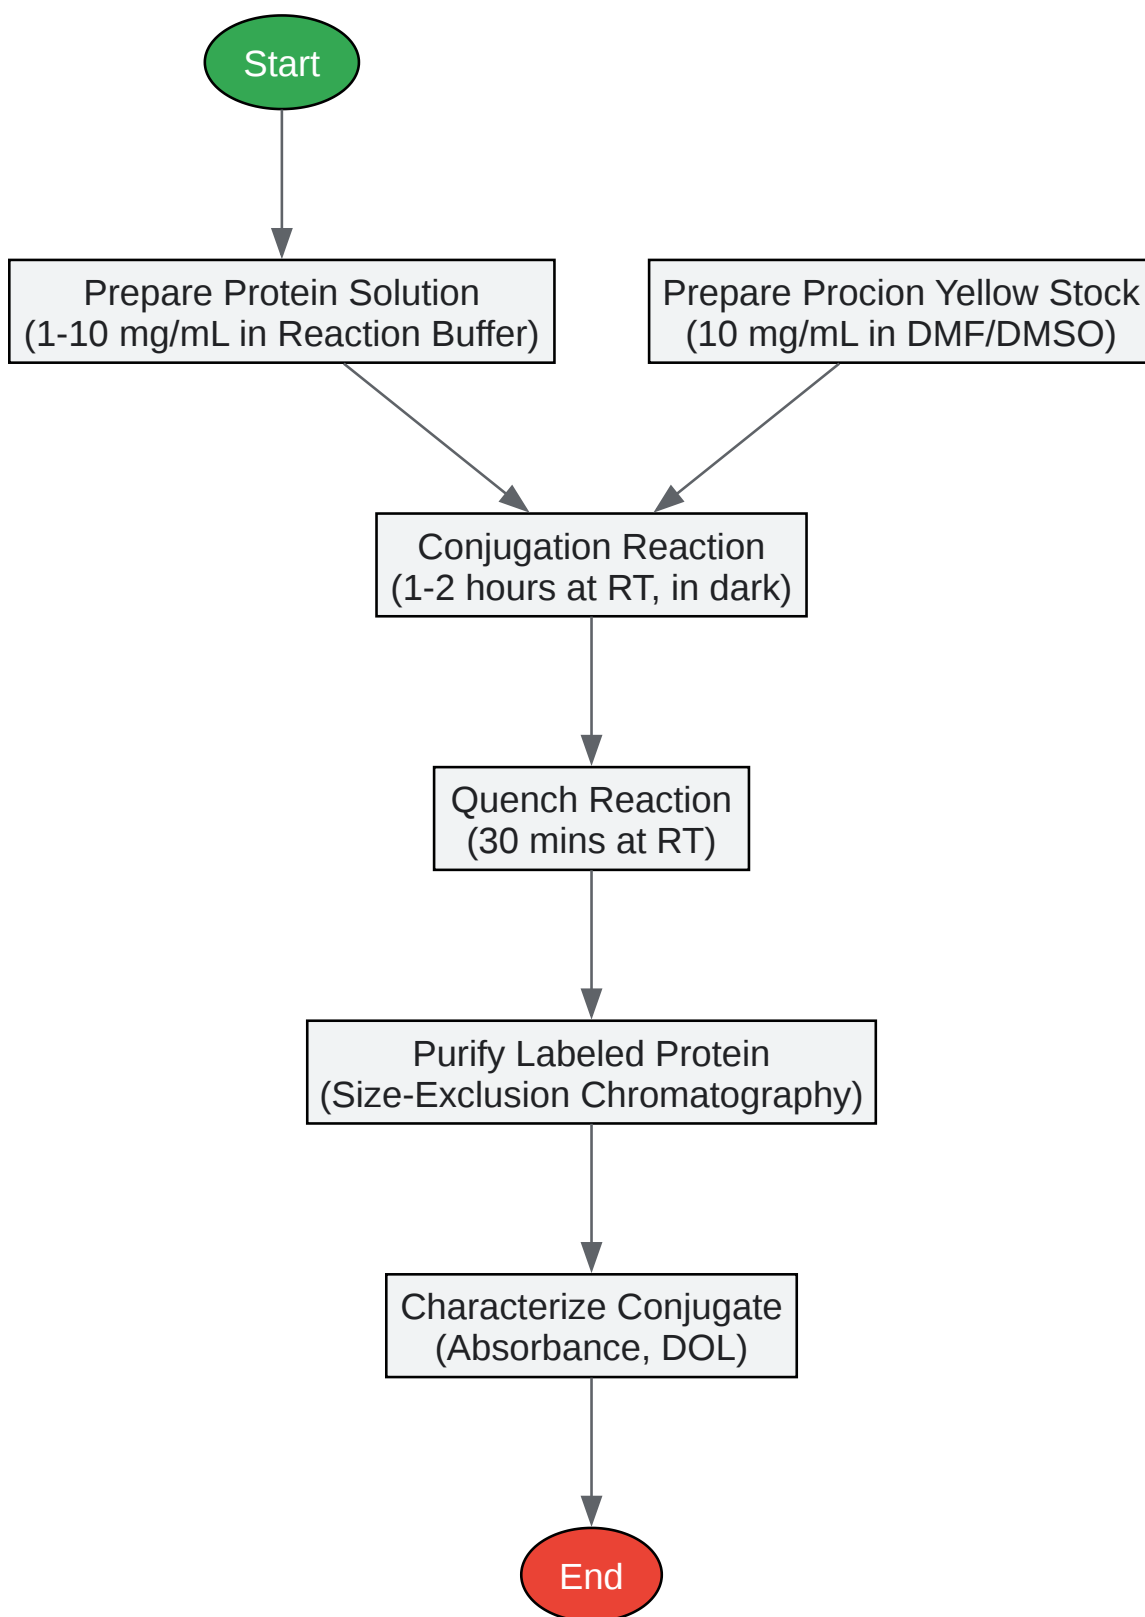 Start
Prepare Protein Solution
(1-10 mg/mL in Reaction Buffer)
Prepare Procion Yellow Stock
(10 mg/mL in DMF/DMSO)
Conjugation Reaction
(1-2 hours at RT, in dark)
Quench Reaction
(30 mins at RT)
Purify Labeled Protein
(Size-Exclusion Chromatography)
Characterize Conjugate
(Absorbance, DOL)
End